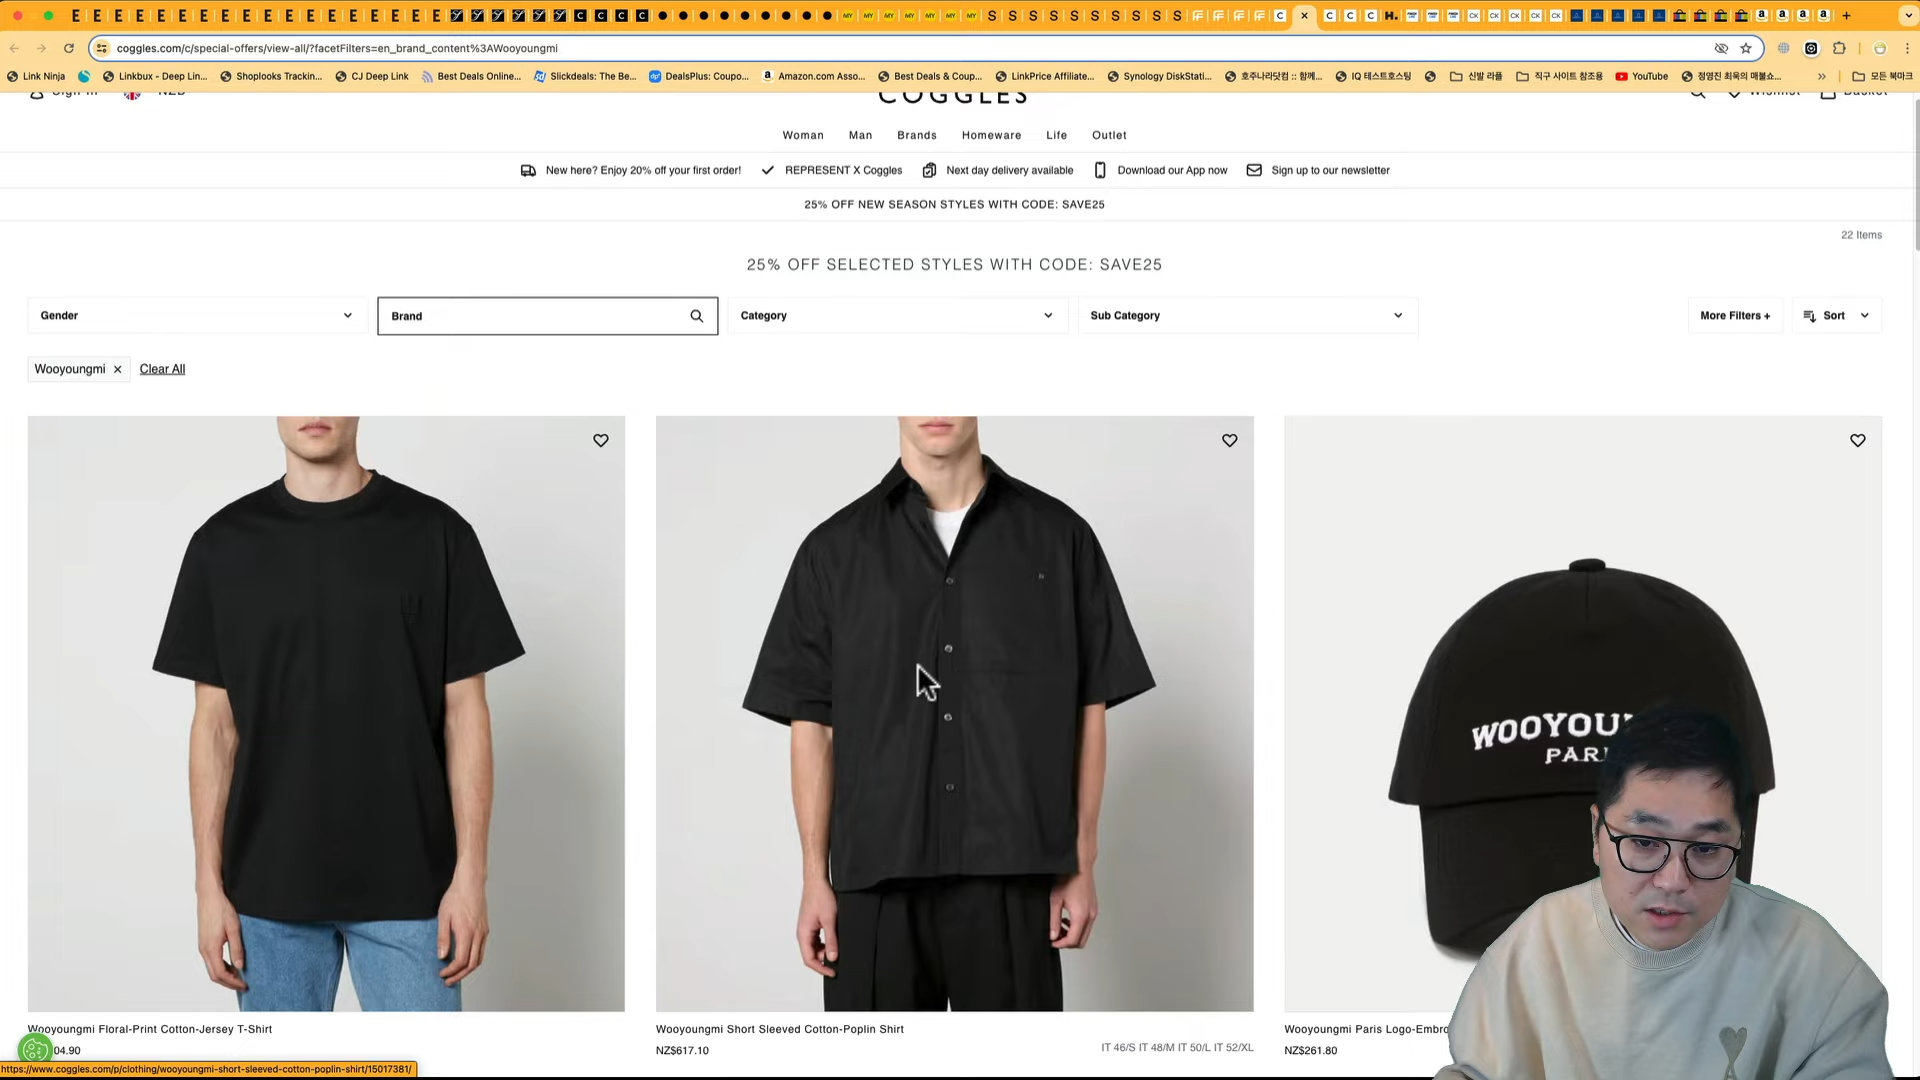 coggles.com/c/special-offers/view-all/?facetFilters=en_brand_content%3AWooyoungmi
Link Ninja
Linkbux - Deep Lin...
Shoplooks Trackin...
CJ Deep Link
Best Deals Online...
Slickdeals: The Be...
DealsPlus: Coupo...
Amazon.com Asso...
Best Deals & Coup...
LinkPrice Affiliate...
Synology DiskStati...
호주나라닷컴 :: 함께...
IQ 테스트호스팅
신발 라플
직구 사이트 참조용
YouTube
정영진 최욱의 매불쇼...
모든 북마크
Sign In
NZD
COGGLES
Wishlist
Basket
Woman
Man
Brands
Homeware
Life
Outlet
New here? Enjoy 20% off your first order!
REPRESENT X Coggles
Next day delivery available
Download our App now
Sign up to our newsletter
25% OFF NEW SEASON STYLES WITH CODE: SAVE25
22 Items
25% OFF SELECTED STYLES WITH CODE: SAVE25
Gender
Brand
Category
Sub Category
More Filters +
Sort
Wooyoungmi
Clear All
WOOYOU
PARI
Wooyoungmi Floral-Print Cotton-Jersey T-Shirt
04.90
Wooyoungmi Short Sleeved Cotton-Poplin Shirt
NZ$617.10
IT 46/S IT 48/M IT 50/L IT 52/XL
Wooyoungmi Paris Logo-Embro
NZ$261.80
https://www.coggles.com/p/clothing/wooyoungmi-short-sleeved-cotton-poplin-shirt/15017381/